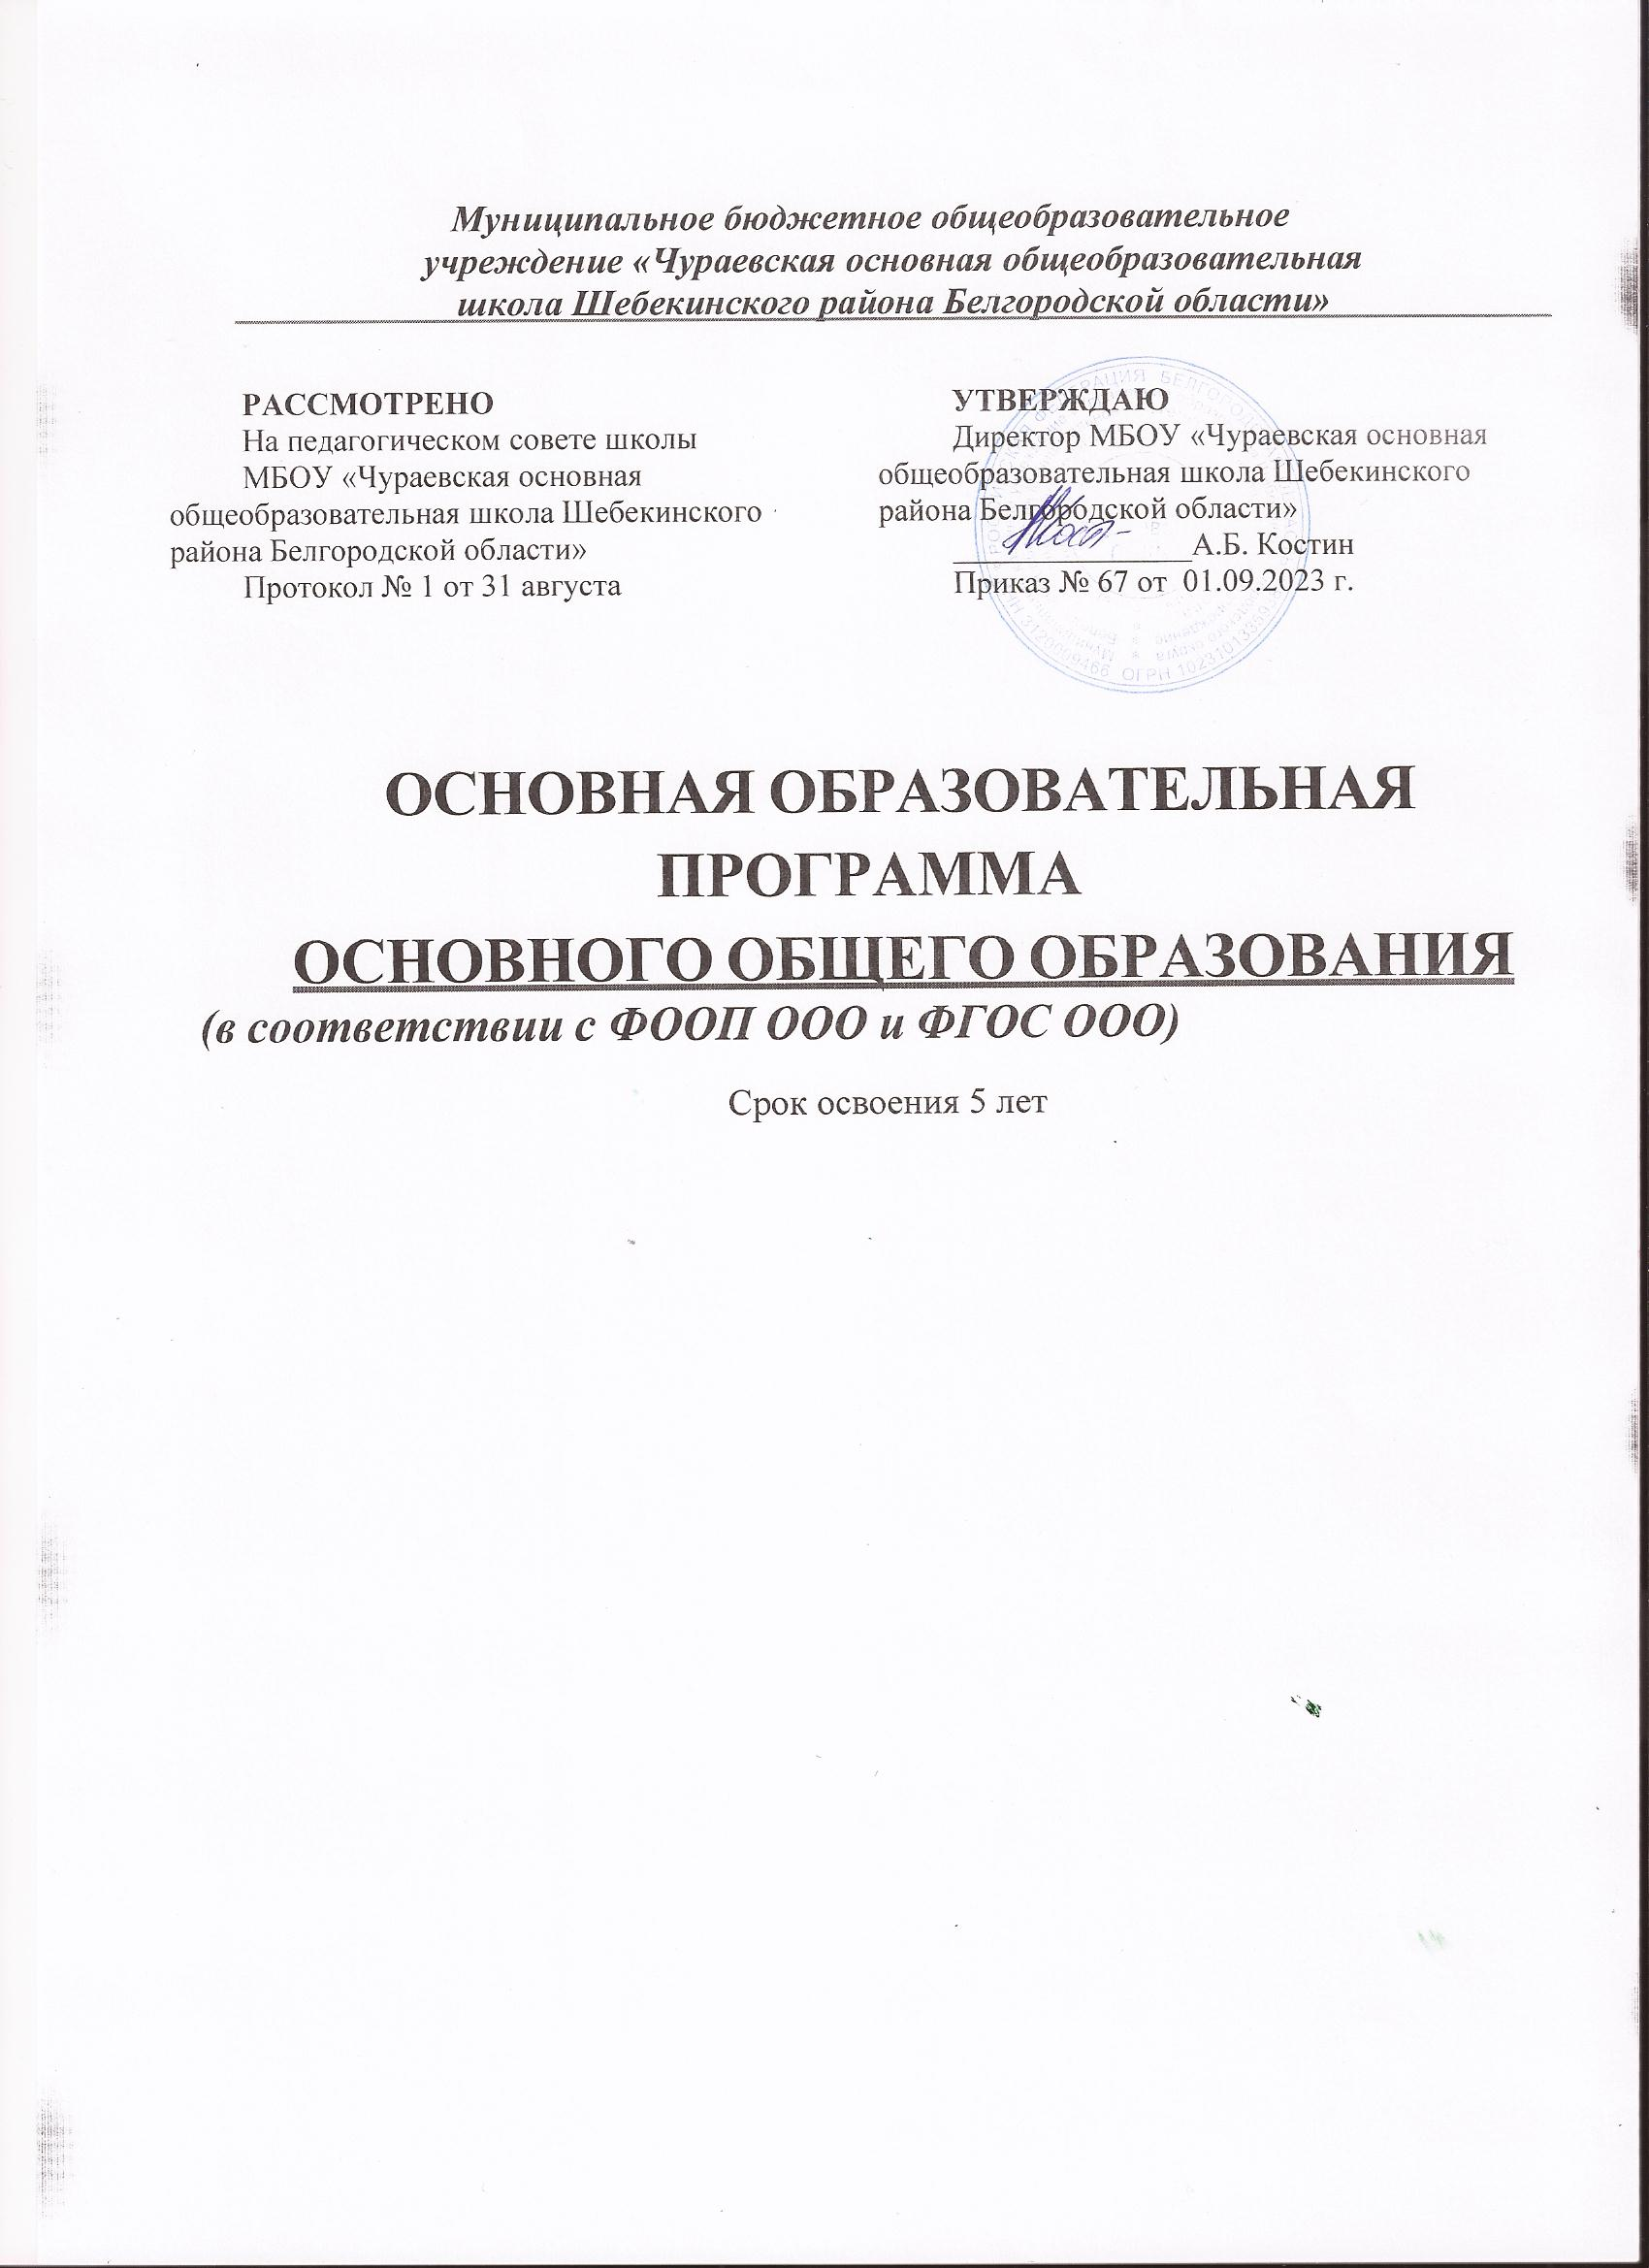 Муниципальное бюджетное общеобразовательное
учреждение «Чураевская основная общеобразовательная
школа Шебекинского района Белгородской области»
РАССМОТРЕНО
На педагогическом совете школы
МБОУ «Чураевская основная
общеобразовательная школа Шебекинского
района Белгородской области»
Протокол № 1 от 31 августа
УТВЕРЖДАЮ
Директор МБОУ «Чураевская основная
общеобразовательная школа Шебекинского
района Белгородской области»
А.Б. Костин
Приказ № 67 от 01.09.2023 г.
ОСНОВНАЯ ОБРАЗОВАТЕЛЬНАЯ
ПРОГРАММА
ОСНОВНОГО ОБЩЕГО ОБРАЗОВАНИЯ
(в соответствии с ФООП ООО и ФГОС ООО)
Срок освоения 5 лет